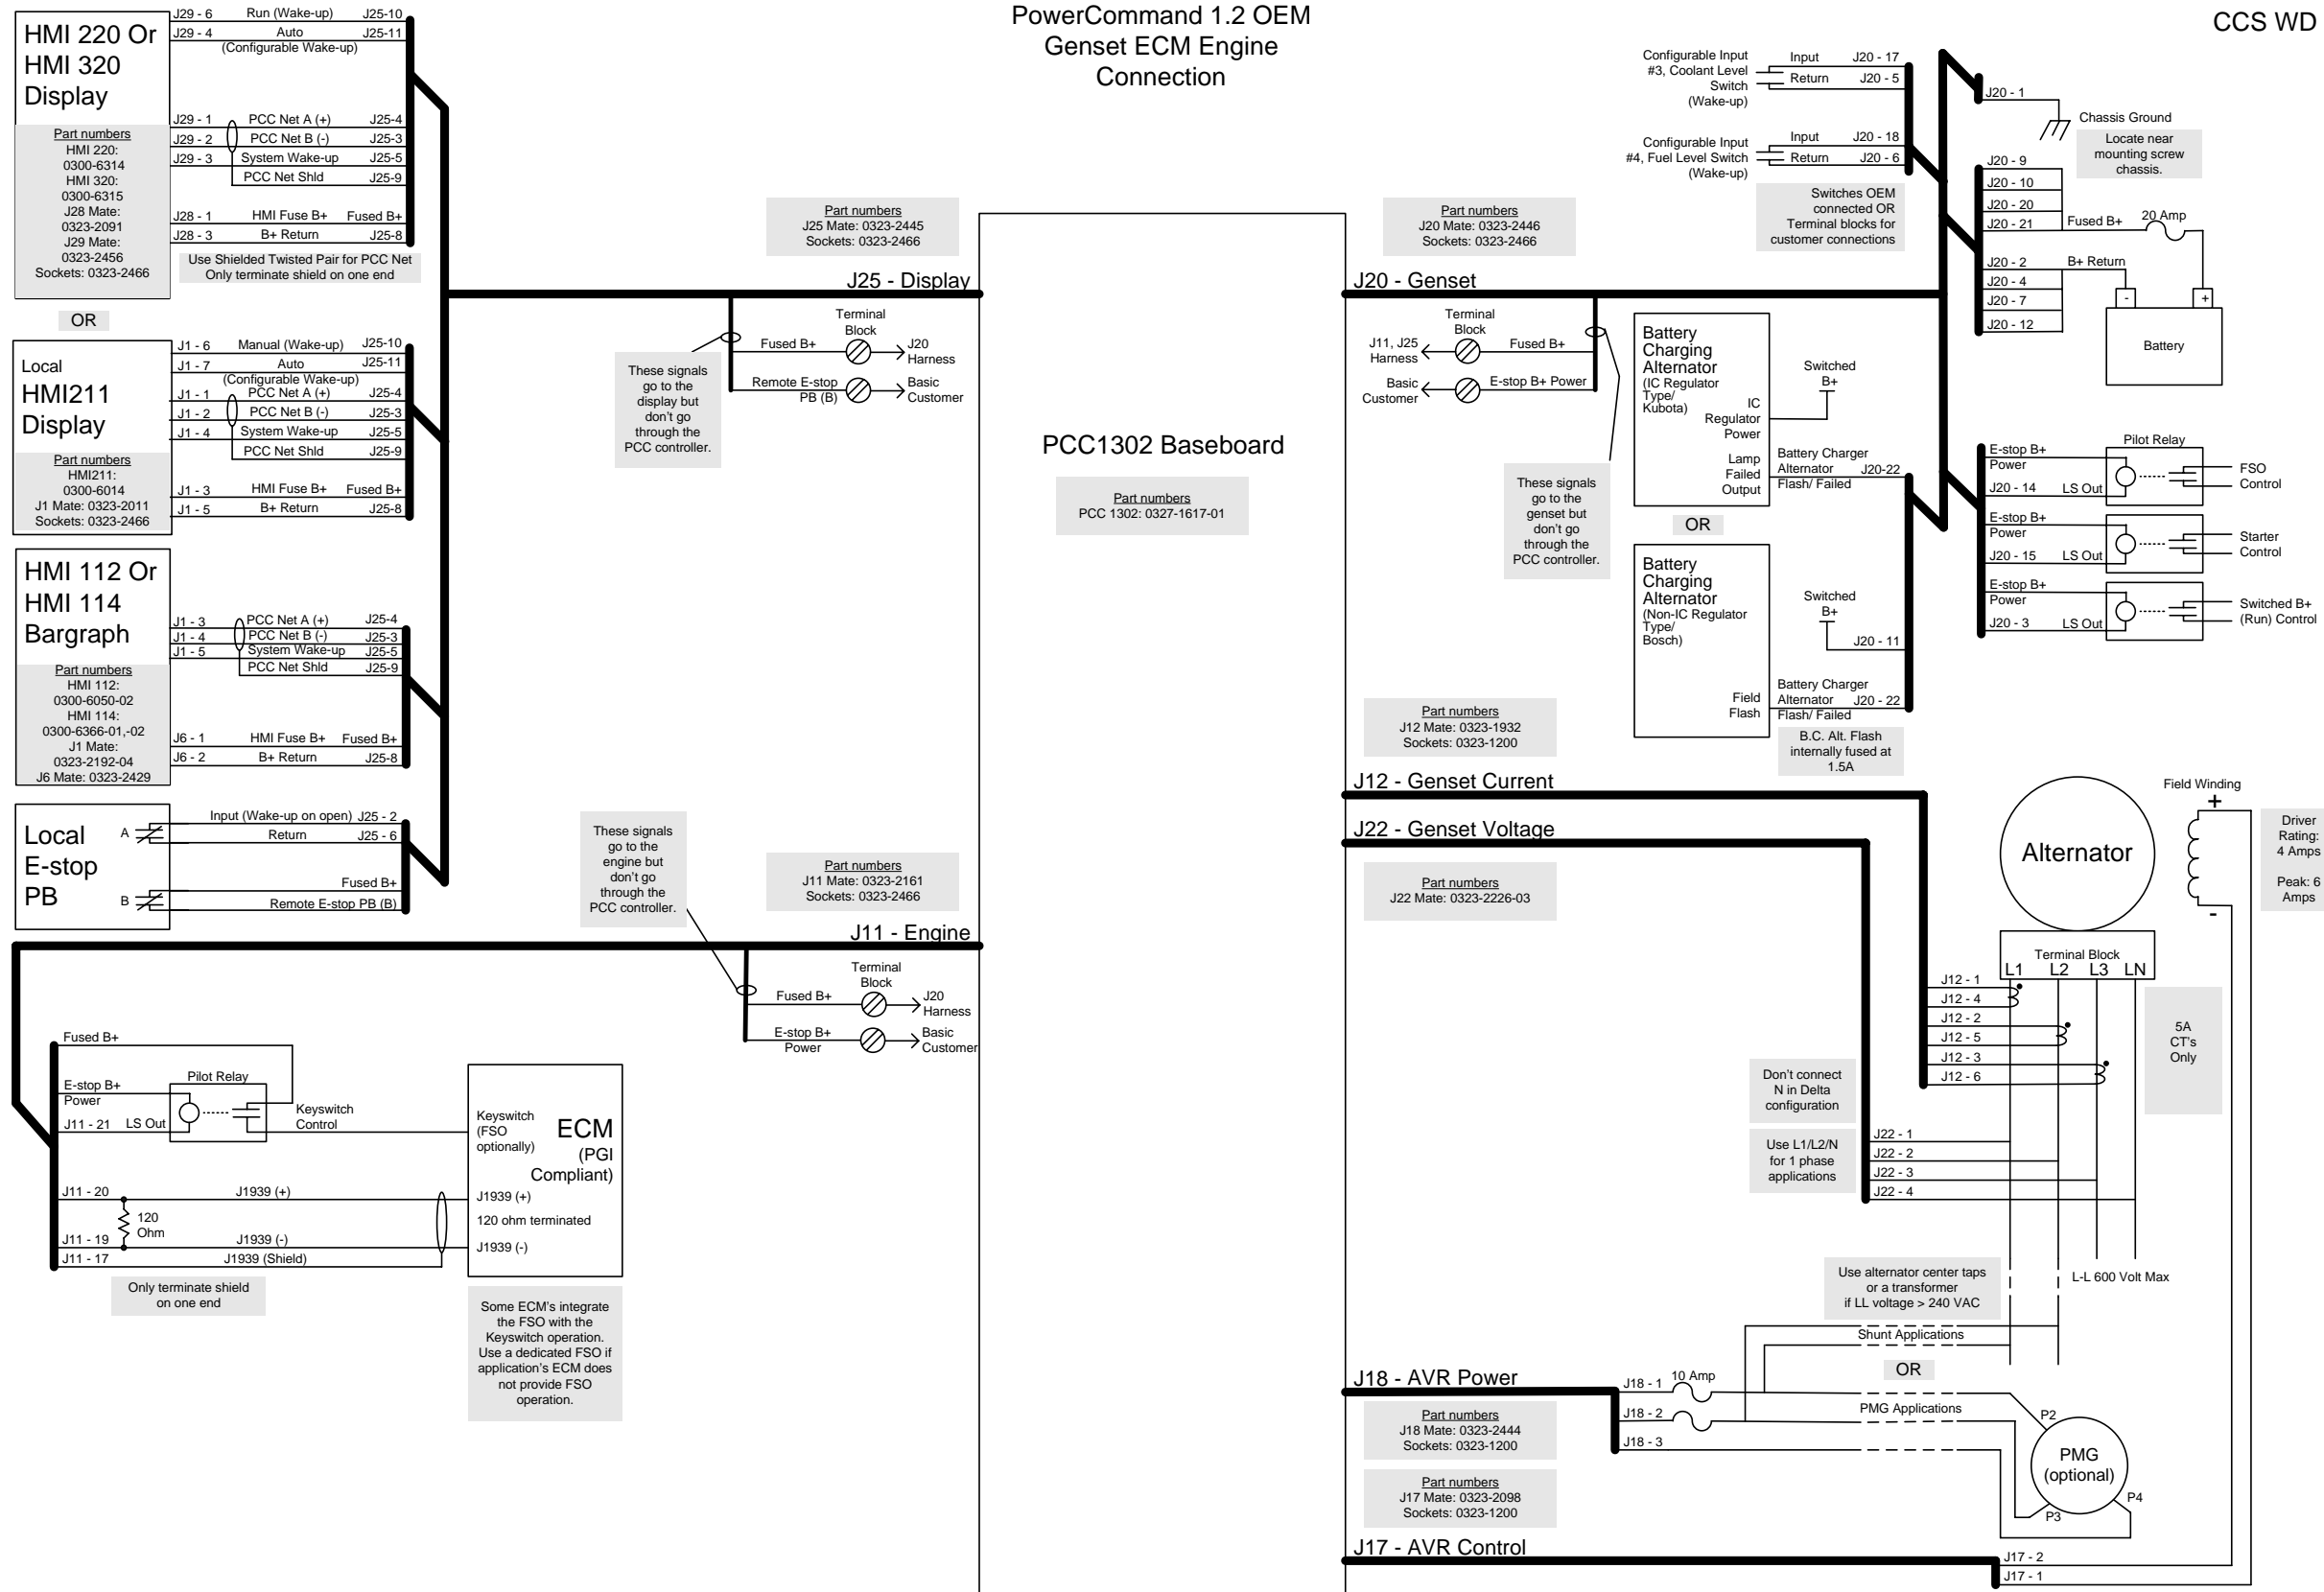 PowerCommand 1.2 OEM
Genset ECM Engine
Connection
CCS WD
HMI 220 Or
HMI 320
Display
Part numbers
HMI 220:
0300-6314
HMI 320:
0300-6315
J28 Mate:
0323-2091
J29 Mate:
0323-2456
Sockets: 0323-2466
J29 - 6 Run (Wake-up) J25-10
J29 - 4 Auto J25-11
(Configurable Wake-up)
J29 - 1 PCC Net A (+) J25-4
J29 - 2 PCC Net B (-) J25-3
J29 - 3 System Wake-up J25-5
PCC Net Shld J25-9
J28 - 1 HMI Fuse B+ Fused B+
J28 - 3 B+ Return J25-8
Use Shielded Twisted Pair for PCC Net
Only terminate shield on one end
OR
Local
HMI211
Display
Part numbers
HMI211:
0300-6014
J1 Mate: 0323-2011
Sockets: 0323-2466
J1 - 6 Manual (Wake-up) J25-10
J1 - 7 Auto J25-11
(Configurable Wake-up)
J1 - 1 PCC Net A (+) J25-4
J1 - 2 PCC Net B (-) J25-3
J1 - 4 System Wake-up J25-5
PCC Net Shld J25-9
J1 - 3 HMI Fuse B+ Fused B+
J1 - 5 B+ Return J25-8
HMI 112 Or
HMI 114
Bargraph
Part numbers
HMI 112:
0300-6050-02
HMI 114:
0300-6366-01,-02
J1 Mate:
0323-2192-04
J6 Mate: 0323-2429
J1 - 3 PCC Net A (+) J25-4
J1 - 4 PCC Net B (-) J25-3
J1 - 5 System Wake-up J25-5
PCC Net Shld J25-9
J6 - 1 HMI Fuse B+ Fused B+
J6 - 2 B+ Return J25-8
Local
E-stop
PB
A
B
Input (Wake-up on open) J25 - 2
Return J25 - 6
Fused B+
Remote E-stop PB (B)
Part numbers
J25 Mate: 0323-2445
Sockets: 0323-2466
J25 - Display
These signals
go to the
display but
don't go
through the
PCC controller.
Terminal
Block
Fused B+
J20
Harness
Remote E-stop
PB (B)
Basic
Customer
These signals
go to the
engine but
don't go
through the
PCC controller.
Part numbers
J11 Mate: 0323-2161
Sockets: 0323-2466
J11 - Engine
Terminal
Block
Fused B+
J20
Harness
E-stop B+
Power
Basic
Customer
Fused B+
E-stop B+
Power
Pilot Relay
J11 - 21 LS Out
Keyswitch
Control
Keyswitch
(FSO
optionally)
ECM
(PGI
Compliant)
J11 - 20 J1939 (+)
J1939 (+)
120
Ohm
120 ohm terminated
J11 - 19 J1939 (-)
J1939 (-)
J11 - 17 J1939 (Shield)
Only terminate shield
on one end
Some ECM's integrate
the FSO with the
Keyswitch operation.
Use a dedicated FSO if
application's ECM does
not provide FSO
operation.
PCC1302 Baseboard
Part numbers
PCC 1302: 0327-1617-01
Part numbers
J20 Mate: 0323-2446
Sockets: 0323-2466
J20 - Genset
Terminal
Block
J11, J25
Harness
Fused B+
Basic
Customer
E-stop B+ Power
These signals
go to the
genset but
don't go
through the
PCC controller.
Configurable Input
#3, Coolant Level
Switch
(Wake-up)
Input J20 - 17
Return J20 - 5
Configurable Input
#4, Fuel Level Switch
(Wake-up)
Input J20 - 18
Return J20 - 6
Switches OEM
connected OR
Terminal blocks for
customer connections
J20 - 1
Chassis Ground
Locate near
mounting screw
chassis.
J20 - 9
J20 - 10
J20 - 20
J20 - 21 Fused B+ 20 Amp
J20 - 2 B+ Return
J20 - 4
J20 - 7
J20 - 12
- +
Battery
Battery
Charging
Alternator
(IC Regulator
Type/
Kubota)
IC
Regulator
Power
Lamp
Failed
Output
Switched
B+
Battery Charger
Alternator J20-22
Flash/ Failed
OR
Battery
Charging
Alternator
(Non-IC Regulator
Type/
Bosch)
Field
Flash
Switched
B+
J20 - 11
Battery Charger
Alternator J20 - 22
Flash/ Failed
B.C. Alt. Flash
internally fused at
1.5A
E-stop B+
Power
Pilot Relay
J20 - 14 LS Out
FSO
Control
E-stop B+
Power
J20 - 15 LS Out
Starter
Control
E-stop B+
Power
J20 - 3 LS Out
Switched B+
(Run) Control
Part numbers
J12 Mate: 0323-1932
Sockets: 0323-1200
J12 - Genset Current
J22 - Genset Voltage
Part numbers
J22 Mate: 0323-2226-03
Alternator
Field Winding
+
-
Driver
Rating:
4 Amps
Peak: 6
Amps
Terminal Block
L1 L2 L3 LN
J12 - 1
J12 - 4
J12 - 2
J12 - 5
J12 - 3
J12 - 6
5A
CT's
Only
Don't connect
N in Delta
configuration
Use L1/L2/N
for 1 phase
applications
J22 - 1
J22 - 2
J22 - 3
J22 - 4
Use alternator center taps
or a transformer
if LL voltage > 240 VAC
L-L 600 Volt Max
Shunt Applications
OR
J18 - AVR Power
Part numbers
J18 Mate: 0323-2444
Sockets: 0323-1200
J18 - 1 10 Amp
J18 - 2
J18 - 3
PMG Applications
P2
PMG
(optional)
P4
P3
Part numbers
J17 Mate: 0323-2098
Sockets: 0323-1200
J17 - AVR Control
J17 - 2
J17 - 1